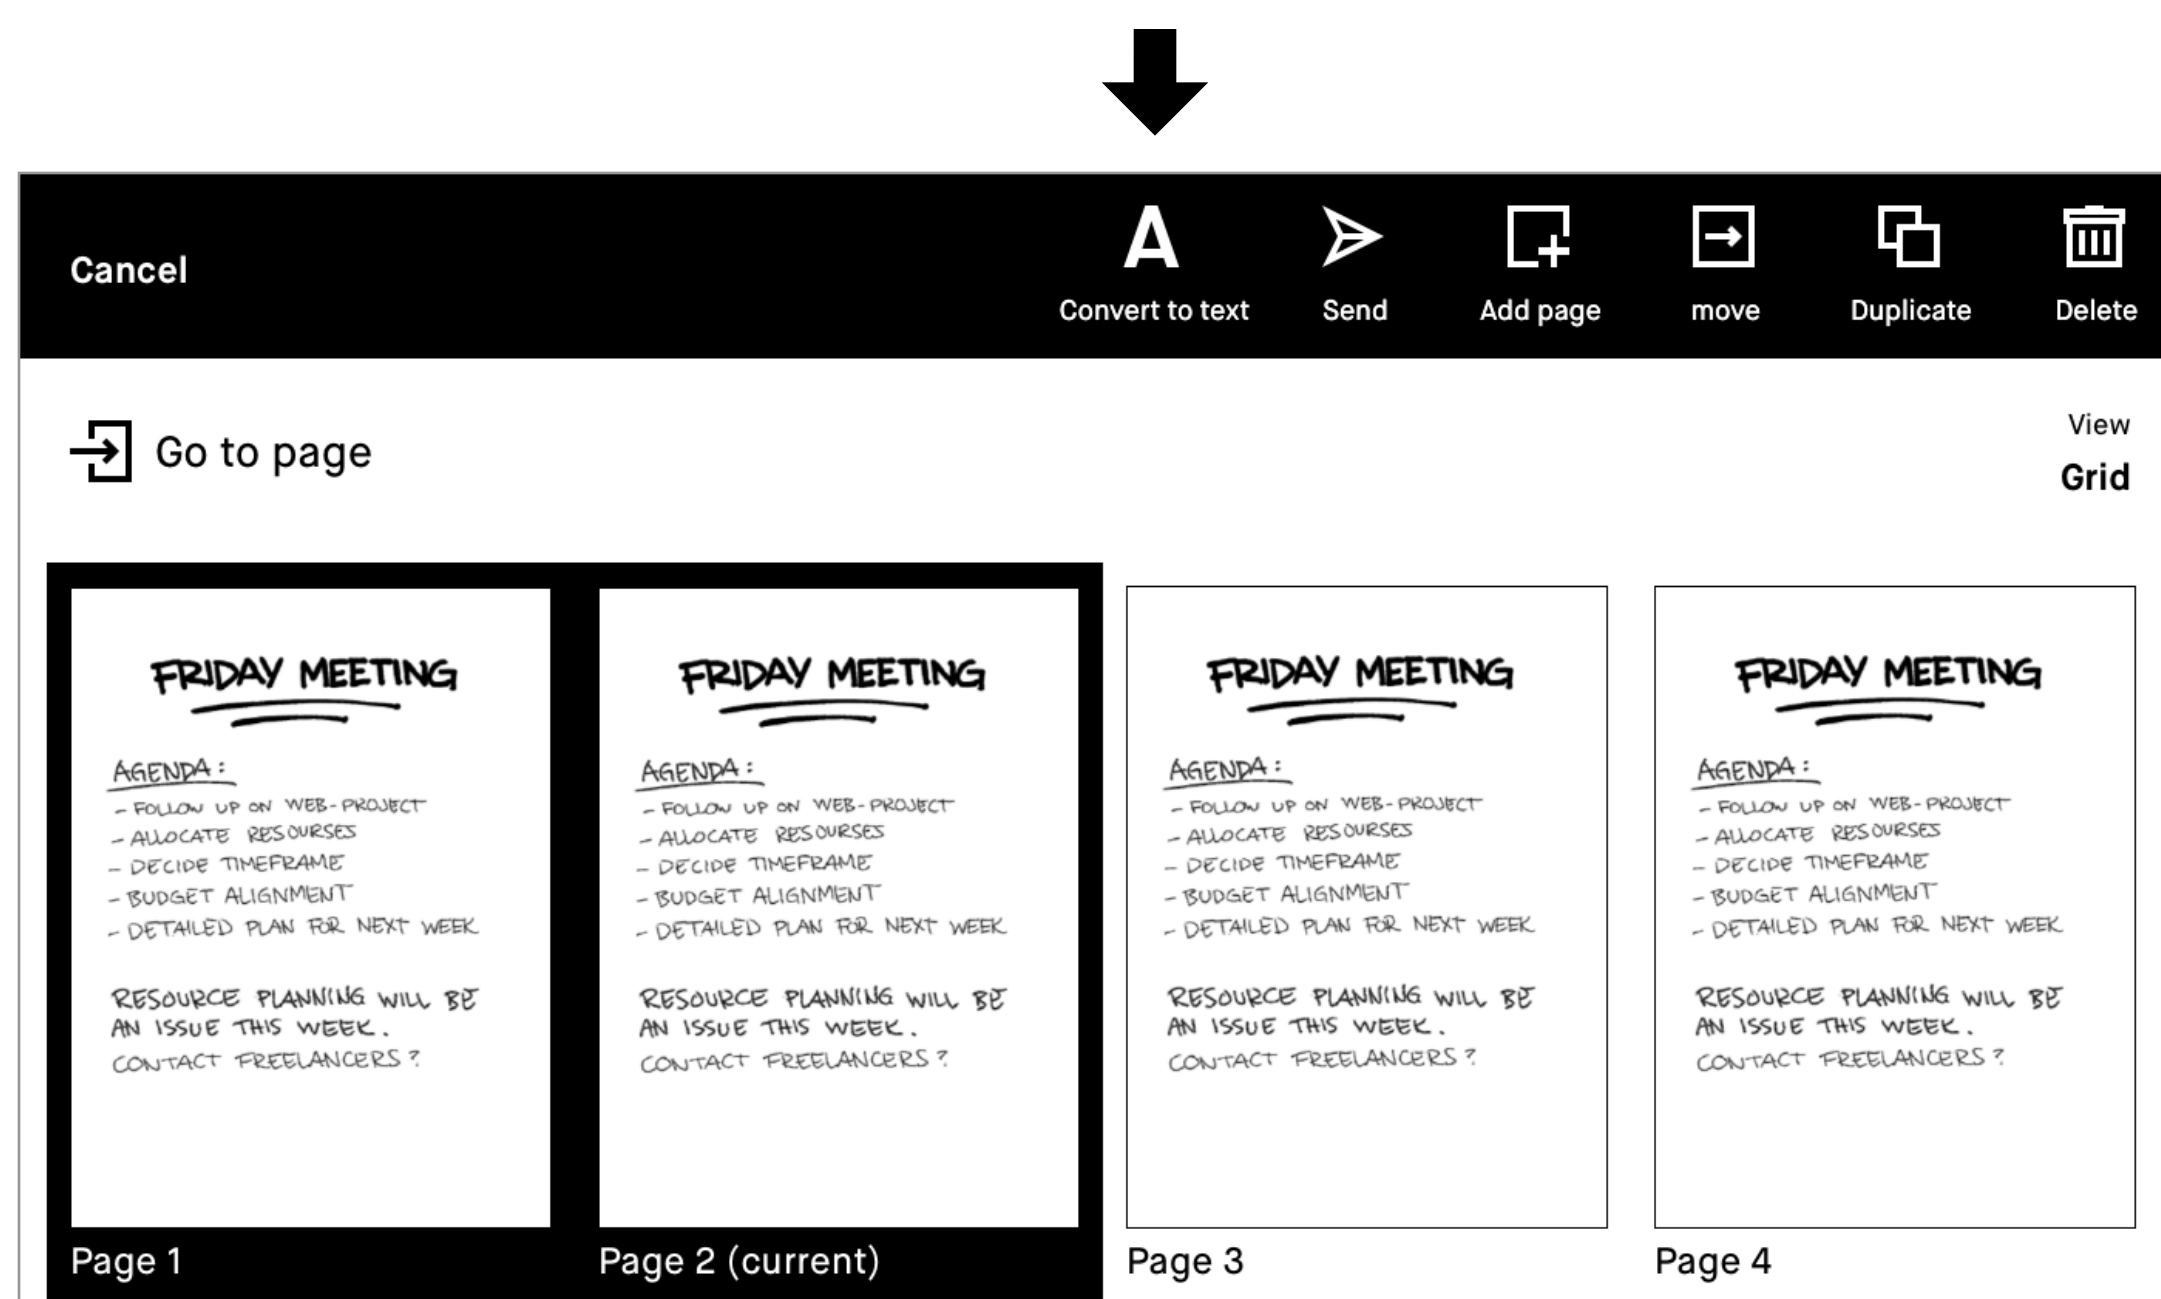 Cancel
A
Convert to text
Send
Add page
move
Duplicate
Delete
Go to page
View
Grid
FRIDAY MEETING
AGENDA:
- FOLLOW UP ON WEB-PROJECT
- ALLOCATE RESOURSES
- DECIDE TIMEFRAME
- BUDGET ALIGNMENT
- DETAILED PLAN FOR NEXT WEEK
RESOURCE PLANNING WILL BE
AN ISSUE THIS WEEK.
CONTACT FREELANCERS?
Page 1
FRIDAY MEETING
AGENDA:
- FOLLOW UP ON WEB-PROJECT
- ALLOCATE RESOURSES
- DECIDE TIMEFRAME
- BUDGET ALIGNMENT
- DETAILED PLAN FOR NEXT WEEK
RESOURCE PLANNING WILL BE
AN ISSUE THIS WEEK.
CONTACT FREELANCERS?
Page 2 (current)
FRIDAY MEETING
AGENDA:
- FOLLOW UP ON WEB-PROJECT
- ALLOCATE RESOURSES
- DECIDE TIMEFRAME
- BUDGET ALIGNMENT
- DETAILED PLAN FOR NEXT WEEK
RESOURCE PLANNING WILL BE
AN ISSUE THIS WEEK.
CONTACT FREELANCERS?
Page 3
FRIDAY MEETING
AGENDA:
- FOLLOW UP ON WEB-PROJECT
- ALLOCATE RESOURSES
- DECIDE TIMEFRAME
- BUDGET ALIGNMENT
- DETAILED PLAN FOR NEXT WEEK
RESOURCE PLANNING WILL BE
AN ISSUE THIS WEEK.
CONTACT FREELANCERS?
Page 4